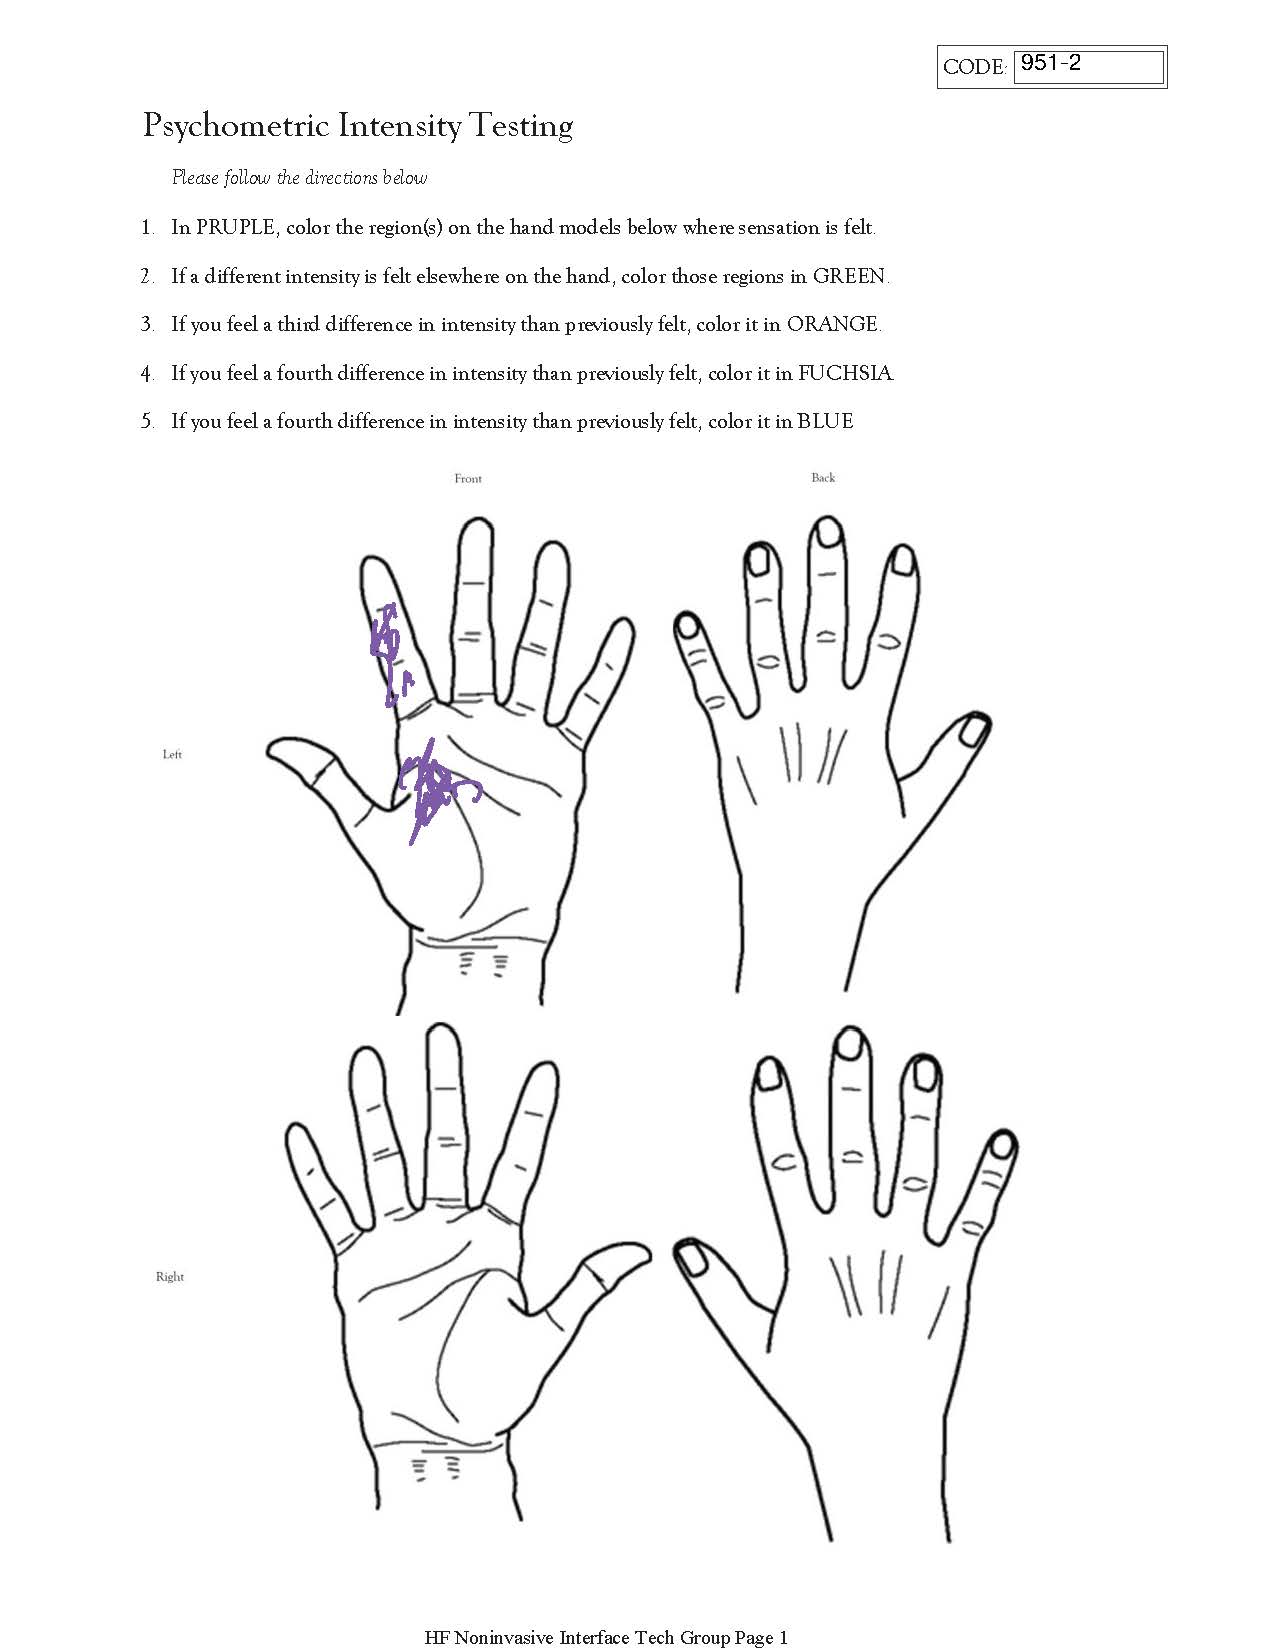 CODE: 951-2
Psychometric Intensity Testing
Please follow the directions below
1. In PRUPLE, color the region(s) on the hand models below where sensation is felt.
2. If a different intensity is felt elsewhere on the hand, color those regions in GREEN.
3. If you feel a third difference in intensity than previously felt, color it in ORANGE.
4. If you feel a fourth difference in intensity than previously felt, color it in FUCHSIA.
5. If you feel a fourth difference in intensity than previously felt, color it in BLUE
Front Back
Left
Right
HF Noninvasive Interface Tech Group Page 1